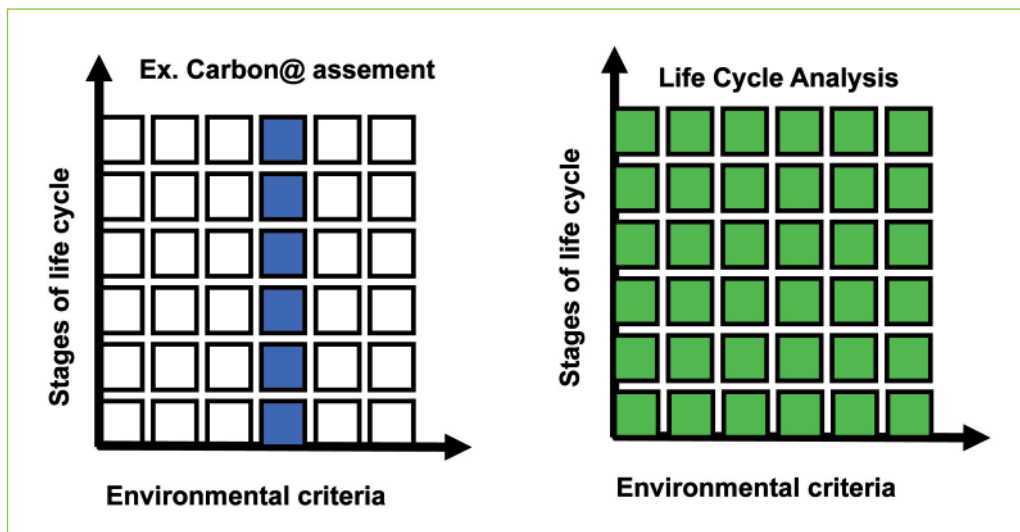 Ex. Carbon@ assement
Stages of life cycle
Environmental criteria
Life Cycle Analysis
Stages of life cycle
Environmental criteria